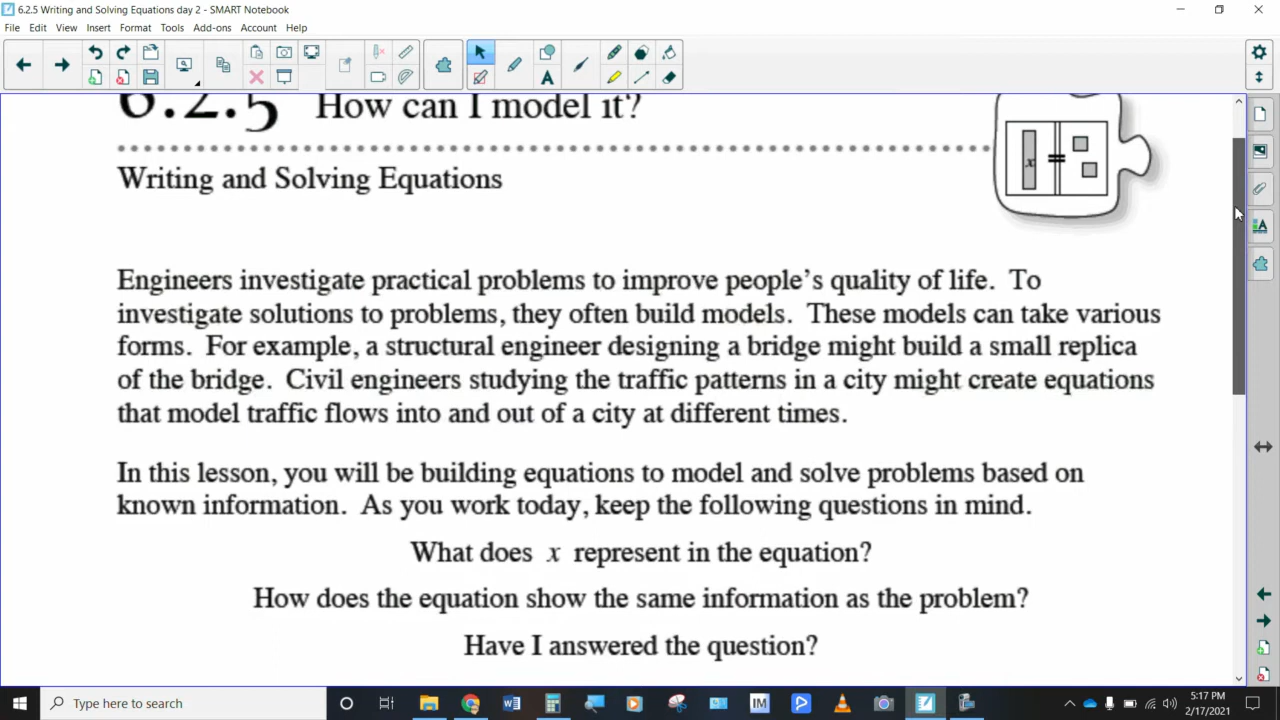 6.2.5 Writing and Solving Equations day 2 - SMART Notebook
File Edit View Insert Format Tools Add-ons Account Help
6.2.5 How can I model it?
x =
Writing and Solving Equations
Engineers investigate practical problems to improve people's quality of life. To
investigate solutions to problems, they often build models. These models can take various
forms. For example, a structural engineer designing a bridge might build a small replica
of the bridge. Civil engineers studying the traffic patterns in a city might create equations
that model traffic flows into and out of a city at different times.
In this lesson, you will be building equations to model and solve problems based on
known information. As you work today, keep the following questions in mind.
What does x represent in the equation?
How does the equation show the same information as the problem?
Have I answered the question?
Type here to search
IM
5:17 PM
2/17/2021